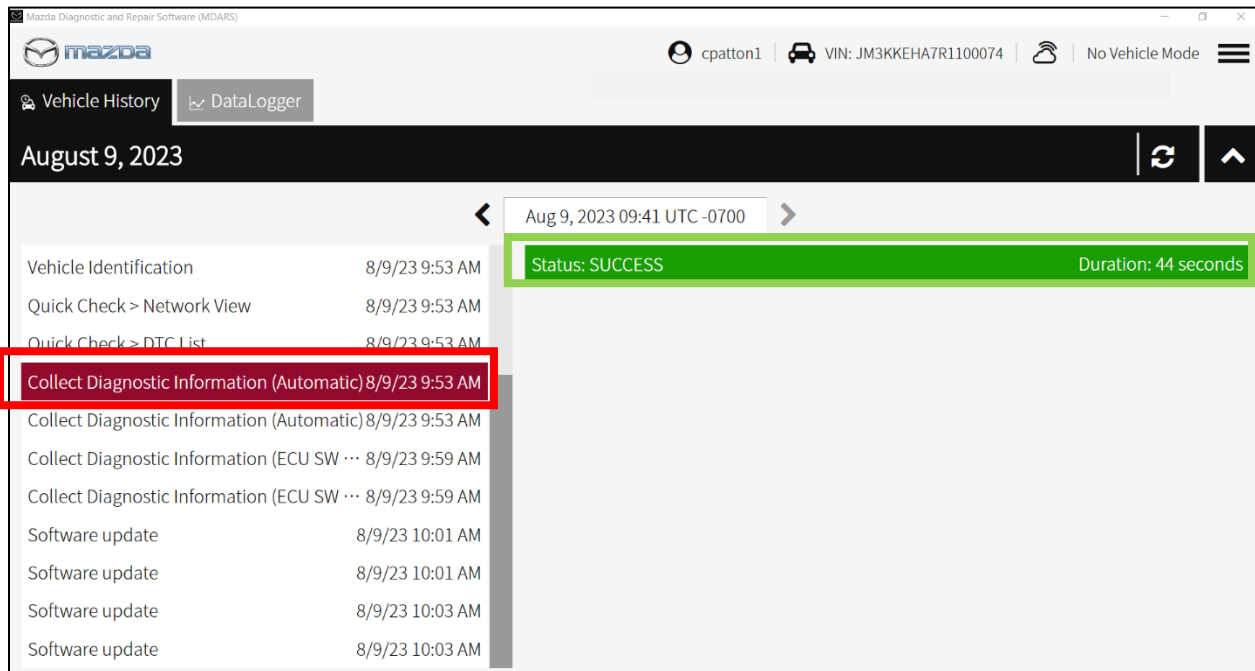 Mazda Diagnostic and Repair Software (MDARS)
mazda
cpatton1
VIN: JM3KKEHA7R1100074
No Vehicle Mode
Vehicle History
DataLogger
August 9, 2023
Aug 9, 2023 09:41 UTC -0700
Vehicle Identification 8/9/23 9:53 AM
Quick Check > Network View 8/9/23 9:53 AM
Quick Check > DTC List 8/9/23 9:53 AM
Collect Diagnostic Information (Automatic) 8/9/23 9:53 AM
Collect Diagnostic Information (Automatic) 8/9/23 9:53 AM
Collect Diagnostic Information (ECU SW ··· 8/9/23 9:59 AM
Collect Diagnostic Information (ECU SW ··· 8/9/23 9:59 AM
Software update 8/9/23 10:01 AM
Software update 8/9/23 10:01 AM
Software update 8/9/23 10:03 AM
Software update 8/9/23 10:03 AM
Status: SUCCESS
Duration: 44 seconds